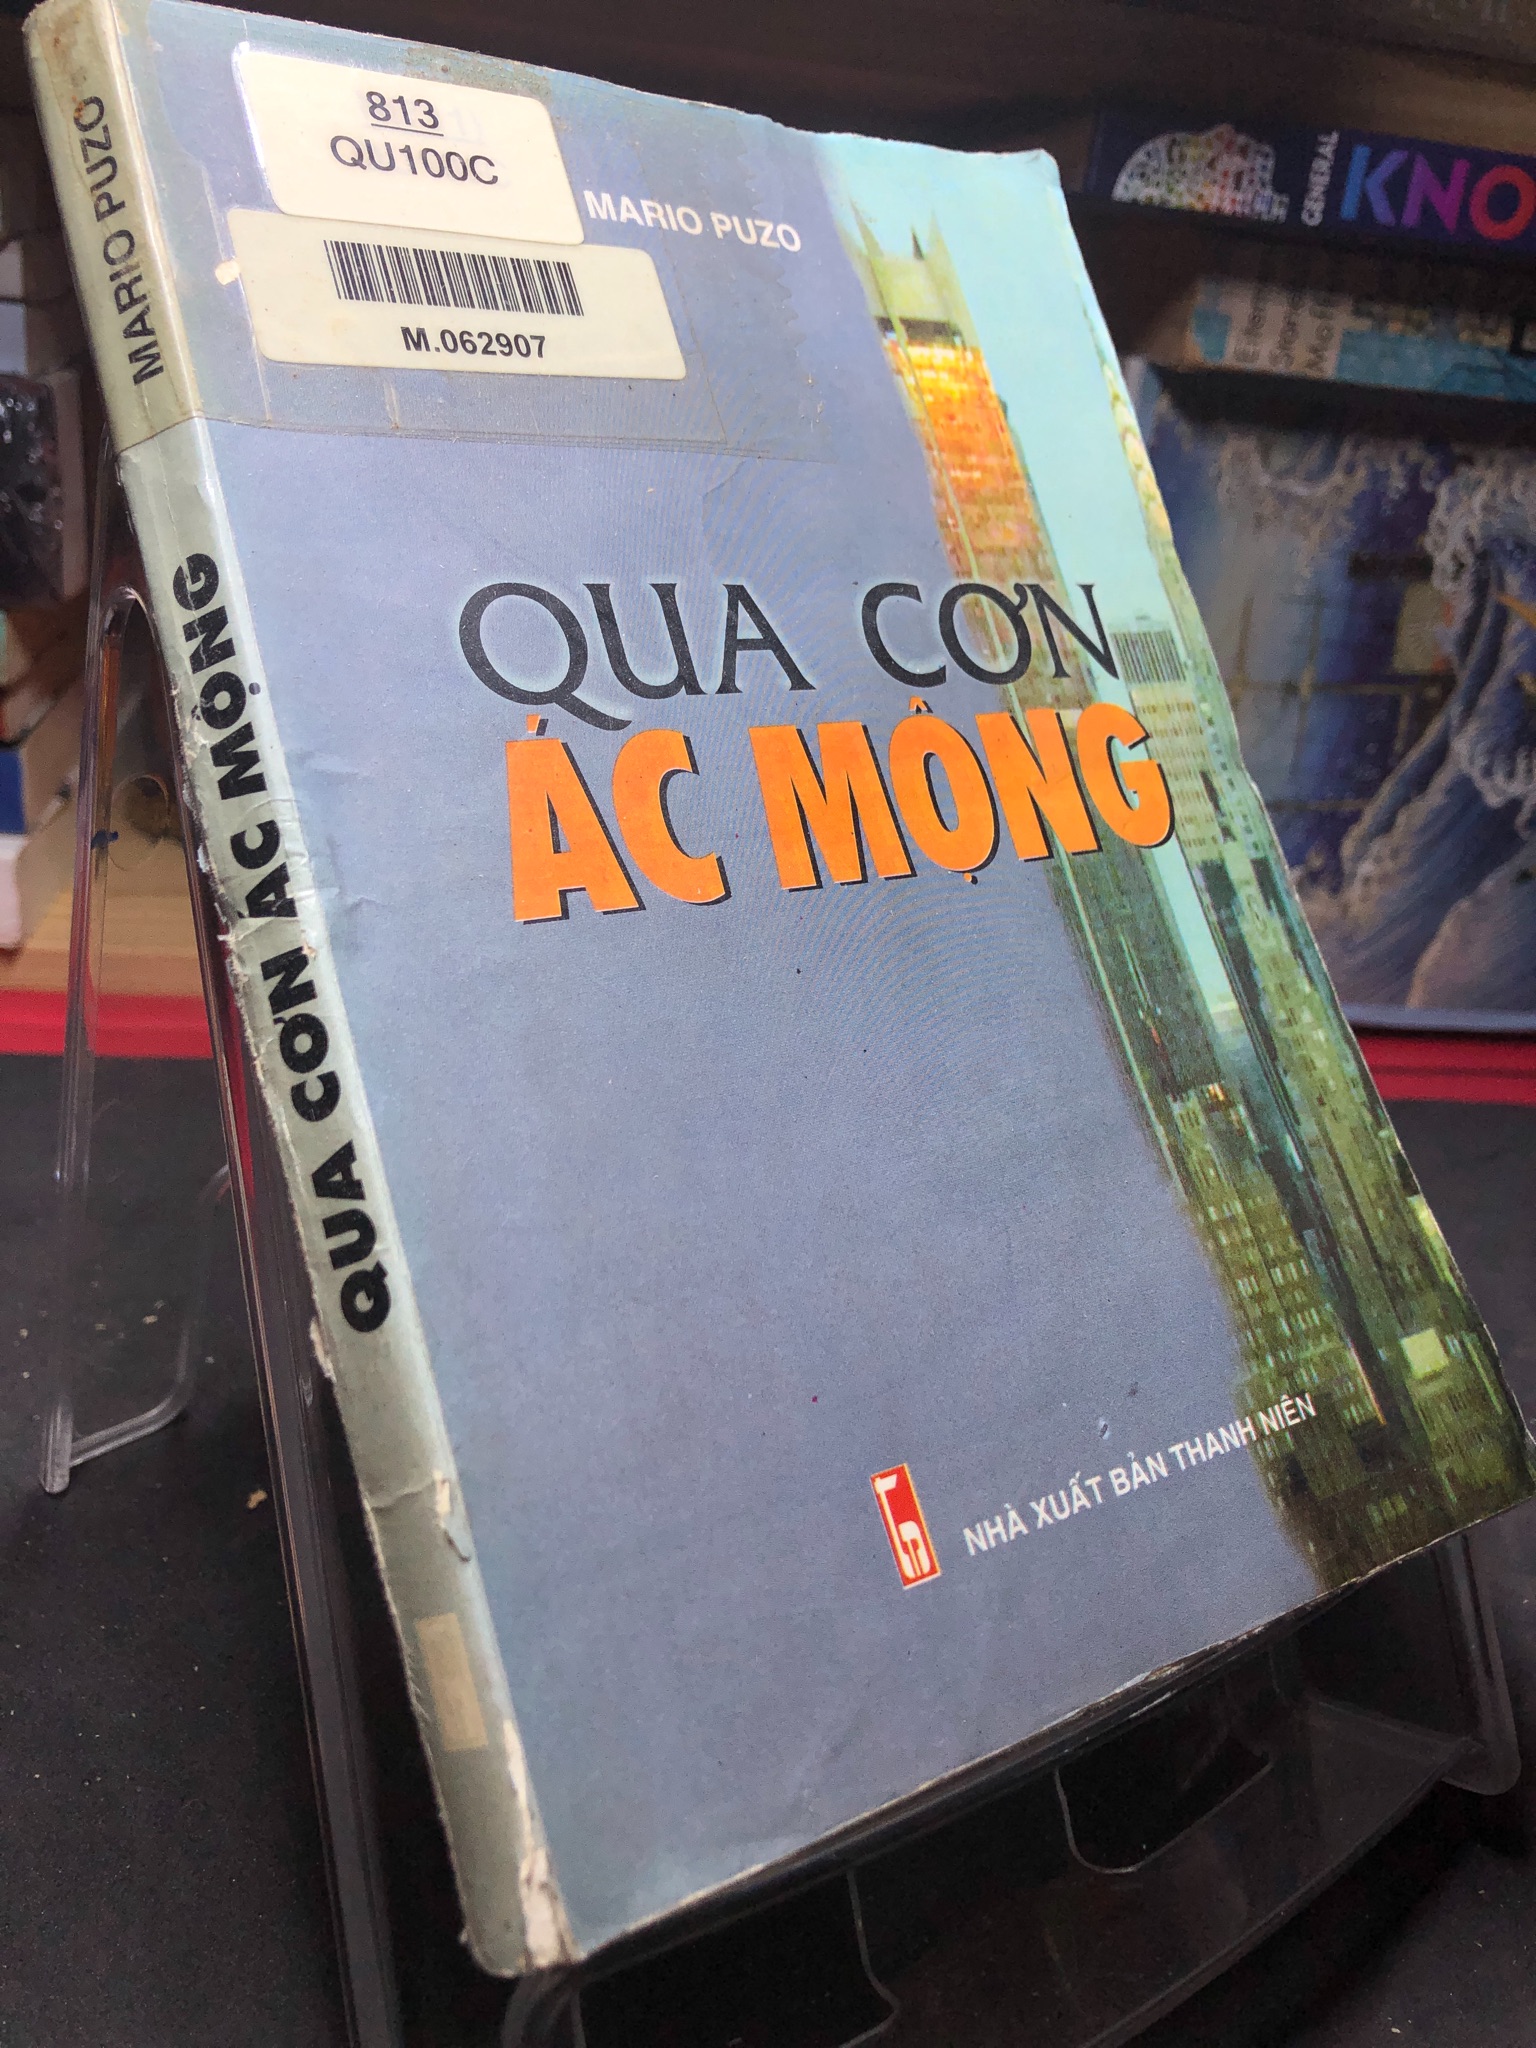 813
QU100C
MARIO PUZO
M.062907
QUA CƠN
ÁC MỘNG
NHÀ XUẤT BẢN THANH NIÊN
MARIO PUZO
QUA CƠN ÁC MỘNG
GENERAL
KNO